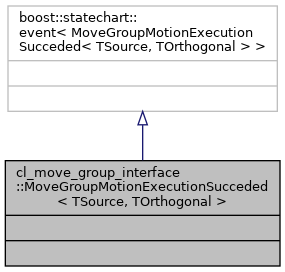 boost::statechart::
event< MoveGroupMotionExecution
Succeded< TSource, TOrthogonal > >
cl_move_group_interface
::MoveGroupMotionExecutionSucceded
< TSource, TOrthogonal >